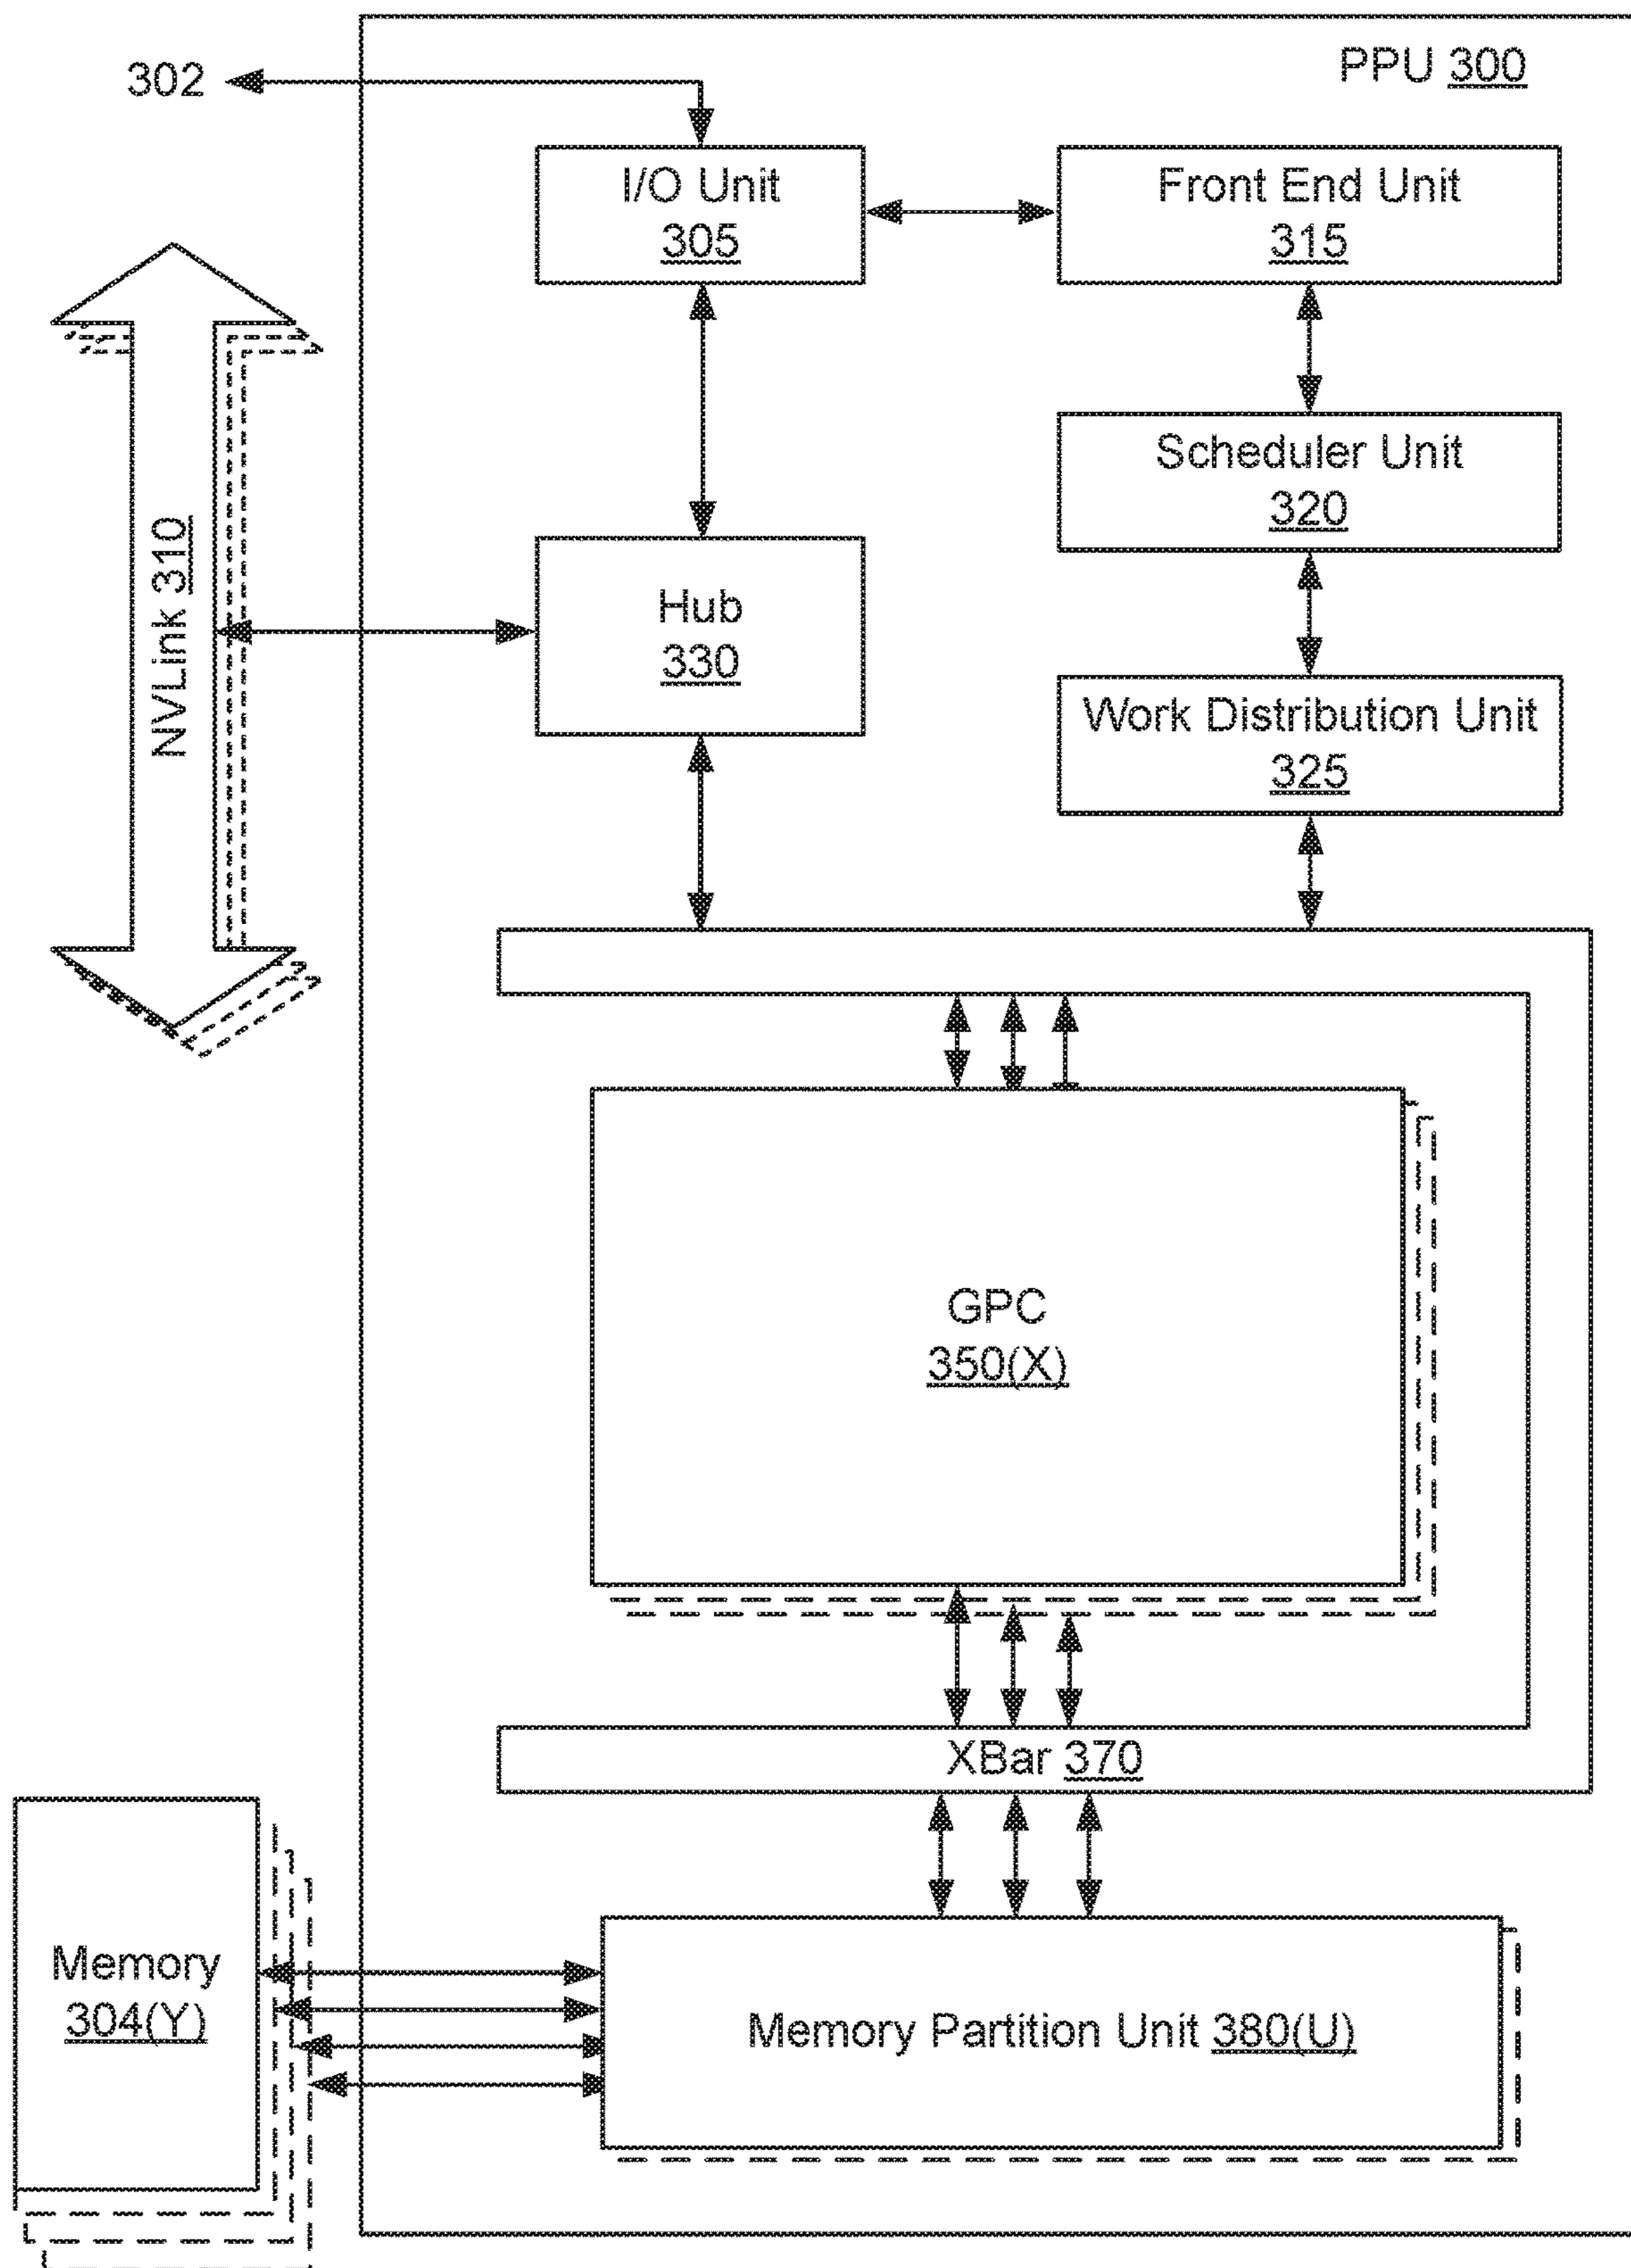 PPU 300
302
I/O Unit
305
Front End Unit
315
Scheduler Unit
320
NVLink 310
Hub
330
Work Distribution Unit
325
GPC
350(X)
XBar 370
Memory
304(Y)
Memory Partition Unit 380(U)